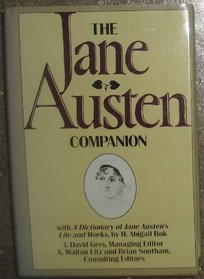 THE
Jane
Austen
COMPANION
with A Dictionary of Jane Austen's
Life and Works, by H. Abigail Bok
J. David Grey, Managing Editor
A. Walton Litz and Brian Southam,
Consulting Editors